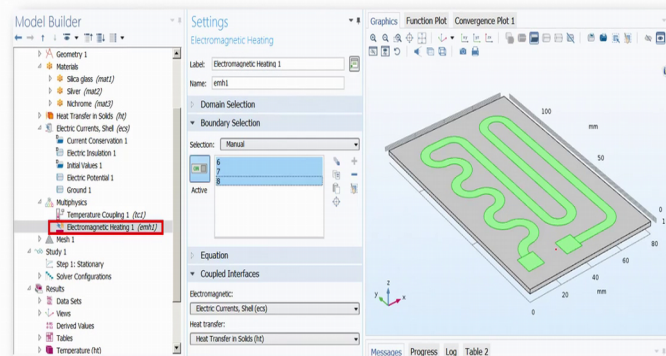 Model Builder
Geometry 1
Materials
Silica glass (mat1)
Silver (mat2)
Nichrome (mat3)
Heat Transfer in Solids (ht)
Electric Currents, Shell (ecs)
Current Conservation 1
Electric Insulation 1
Initial Values 1
Electric Potential 1
Ground 1
Multiphysics
Temperature Coupling 1 (tc1)
Electromagnetic Heating 1 (emh1)
Mesh 1
Study 1
Step 1: Stationary
Solver Configurations
Results
Data Sets
Views
Derived Values
Tables
Temperature (ht)
Settings
Electromagnetic Heating
Label: Electromagnetic Heating 1
Name: emh1
Domain Selection
Boundary Selection
Selection: Manual
6
7
8
Active
Equation
Coupled Interfaces
Electromagnetic:
Electric Currents, Shell (ecs)
Heat transfer:
Heat Transfer in Solids (ht)
Graphics Function Plot Convergence Plot 1
100
mm
50
0
80
60
40
mm
20
0
z
y
x
Messages Progress Log Table 2